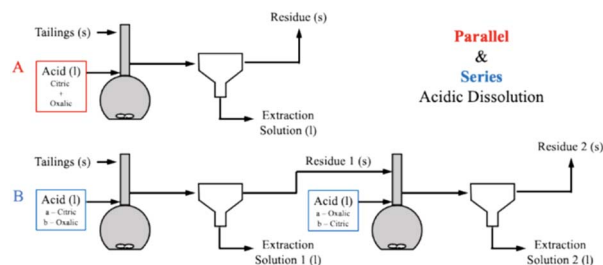 Residue (s)
Tailings (s)
Parallel
&
Series
Acidic Dissolution
A
Acid (l)
Citric
+
Oxalic
Extraction
Solution (l)
Residue 2 (s)
Tailings (s)
Residue 1 (s)
B
Acid (l)
a – Citric
b – Oxalic
Acid (l)
a – Oxalic
b – Citric
Extraction
Solution 1 (l)
Extraction
Solution 2 (l)